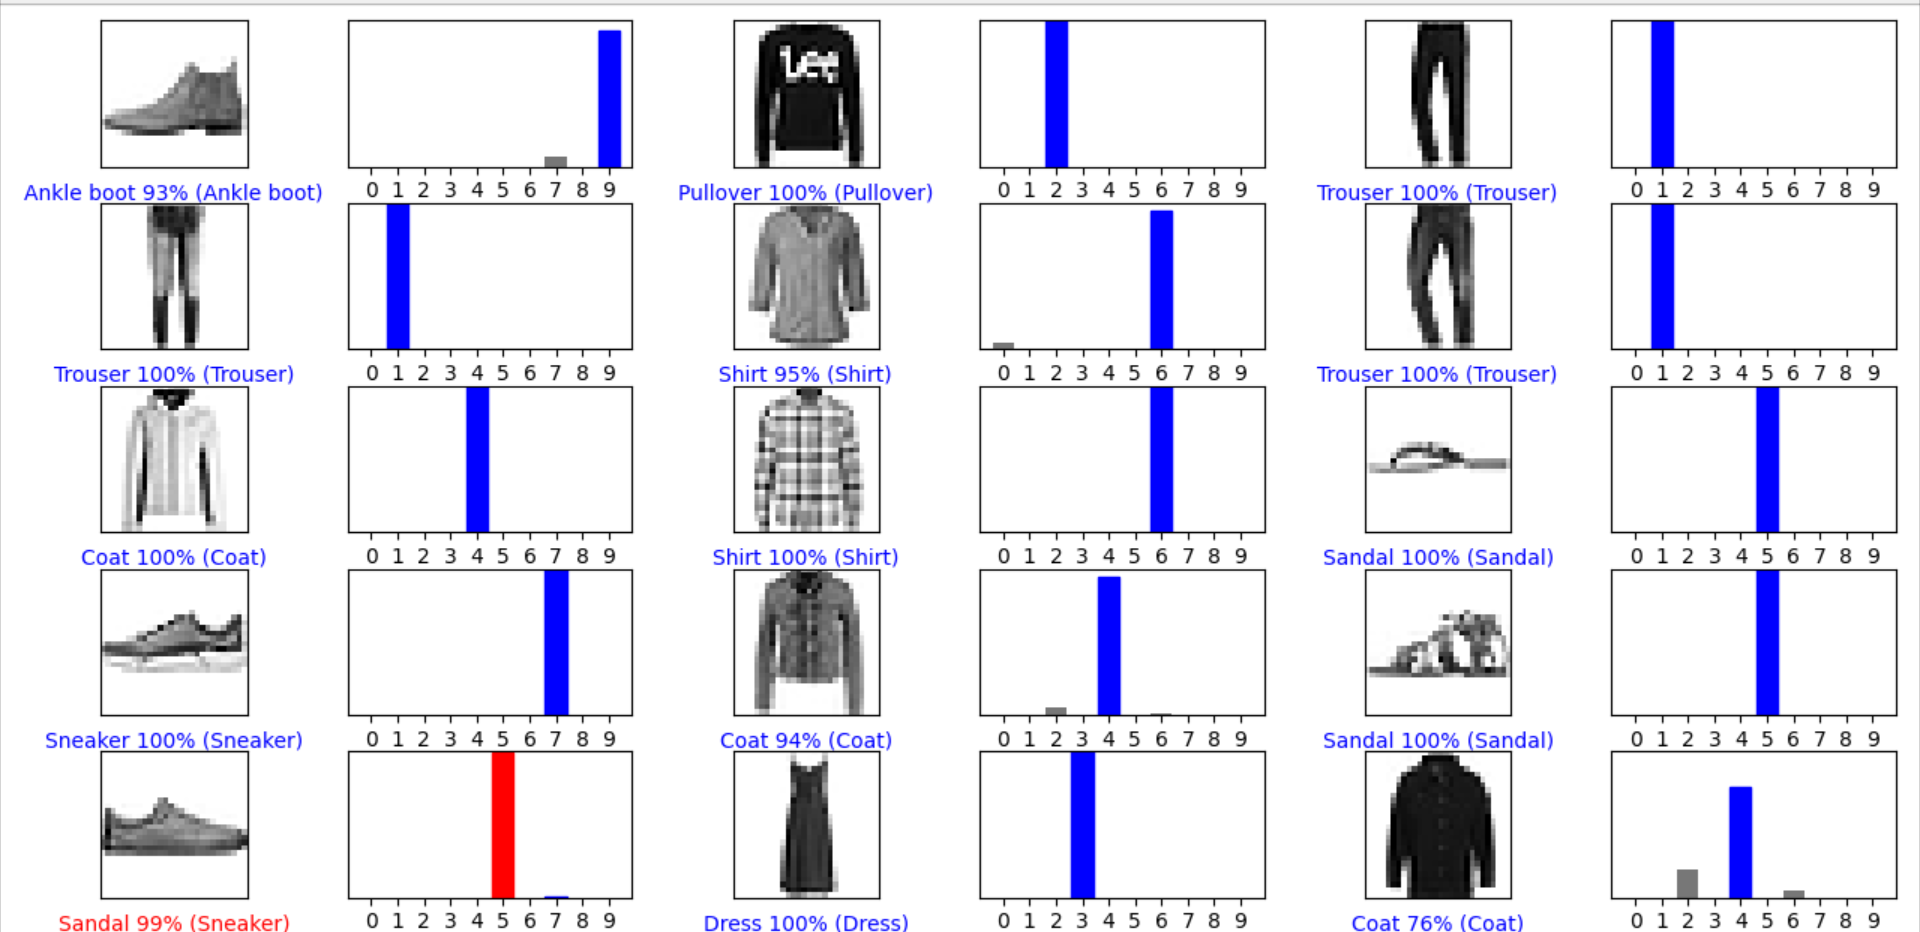 Lee
0 1 2 3 4 5 6 7 8 9
0 1 2 3 4 5 6 7 8 9
0 1 2 3 4 5 6 7 8 9
Ankle boot 93% (Ankle boot)
Pullover 100% (Pullover)
Trouser 100% (Trouser)
0 1 2 3 4 5 6 7 8 9
0 1 2 3 4 5 6 7 8 9
0 1 2 3 4 5 6 7 8 9
Trouser 100% (Trouser)
Shirt 95% (Shirt)
Trouser 100% (Trouser)
0 1 2 3 4 5 6 7 8 9
0 1 2 3 4 5 6 7 8 9
0 1 2 3 4 5 6 7 8 9
Coat 100% (Coat)
Shirt 100% (Shirt)
Sandal 100% (Sandal)
0 1 2 3 4 5 6 7 8 9
0 1 2 3 4 5 6 7 8 9
0 1 2 3 4 5 6 7 8 9
Sneaker 100% (Sneaker)
Coat 94% (Coat)
Sandal 100% (Sandal)
0 1 2 3 4 5 6 7 8 9
0 1 2 3 4 5 6 7 8 9
0 1 2 3 4 5 6 7 8 9
Sandal 99% (Sneaker)
Dress 100% (Dress)
Coat 76% (Coat)